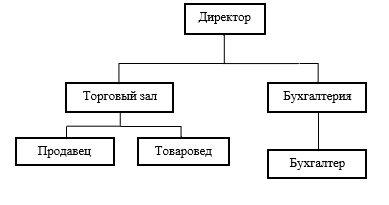 Директор
Торговый зал
Бухгалтерия
Продавец
Товаровед
Бухгалтер